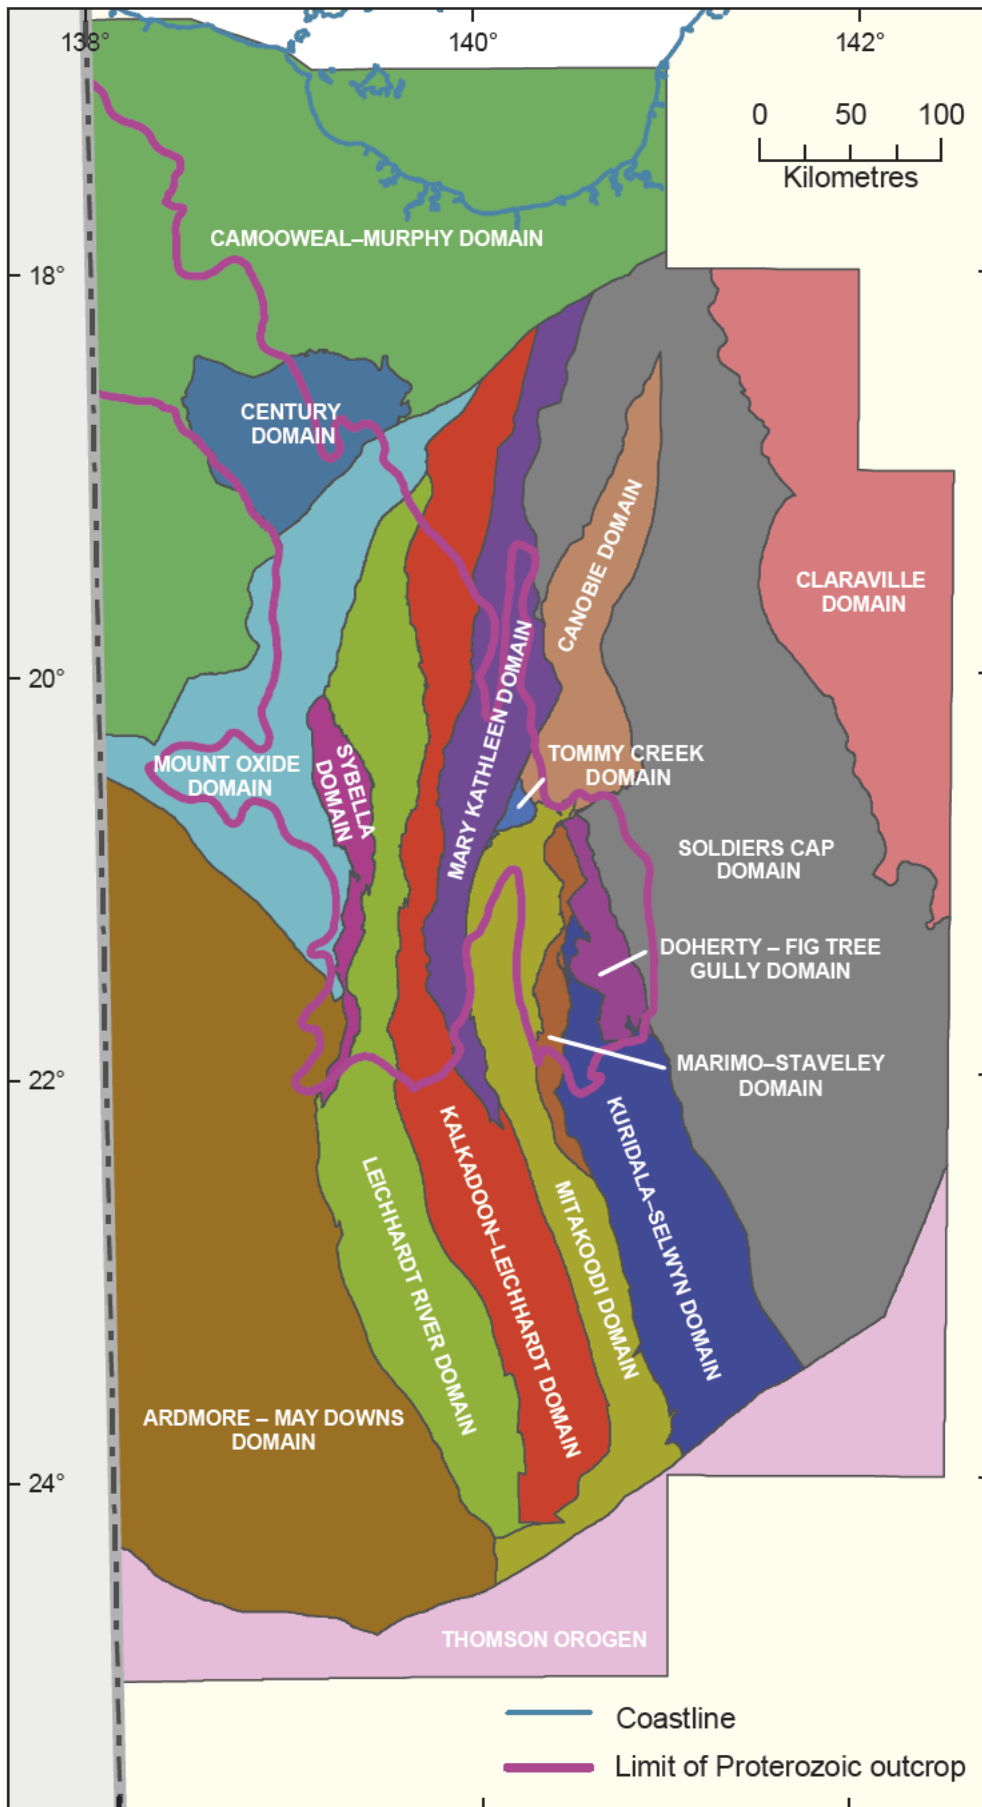 138°
140°
142°
0 50 100
Kilometres
CAMOOWEAL–MURPHY DOMAIN
18°
CENTURY
DOMAIN
CANOBIE DOMAIN
CLARAVILLE
DOMAIN
20°
MARY KATHLEEN DOMAIN
TOMMY CREEK
DOMAIN
MOUNT OXIDE
DOMAIN
SYBELLA
DOMAIN
SOLDIERS CAP
DOMAIN
DOHERTY – FIG TREE
GULLY DOMAIN
MARIMO–STAVELEY
DOMAIN
22°
LEICHHARDT RIVER DOMAIN
KALKADOON–LEICHHARDT DOMAIN
MITAKOODI DOMAIN
KURIDALA–SELWYN DOMAIN
ARDMORE – MAY DOWNS
DOMAIN
24°
THOMSON OROGEN
Coastline
Limit of Proterozoic outcrop